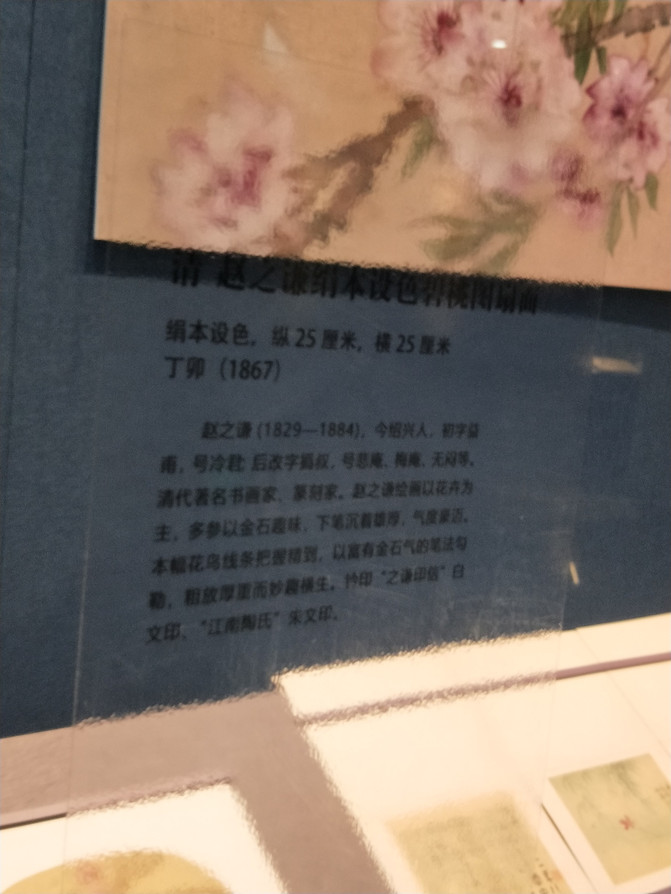 清 赵之谦绢本设色碧桃图扇面
绢本设色，纵 25 厘米，横 25 厘米
丁卯（1867）
赵之谦 (1829—1884)，今绍兴人，初字益
甫，号冷君；后改字㧑叔，号悲庵、梅庵、无闷等。
清代著名书画家、篆刻家。赵之谦绘画以花卉为
主，多参以金石趣味，下笔沉着雄厚，气度豪迈。
本幅花鸟线条把握精到，以富有金石气的笔法勾
勒，粗放厚重而妙趣横生。钤印“之谦印信”白
文印、“江南陶氏”朱文印。